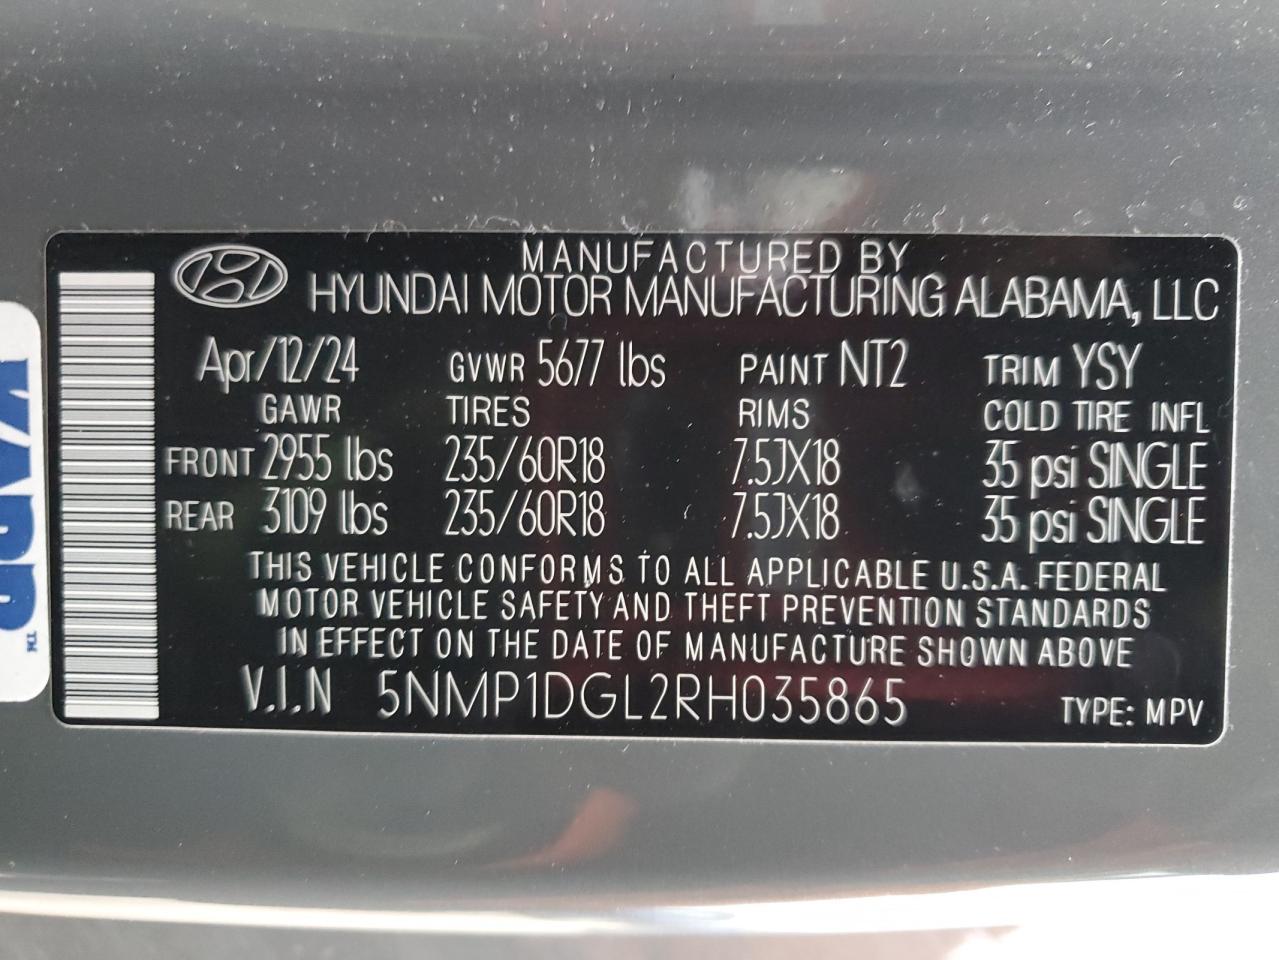 MANUFACTURED BY
HYUNDAI MOTOR MANUFACTURING ALABAMA, LLC
Apr/12/24 GVWR 5677 lbs PAINT NT2 TRIM YSY
GAWR TIRES RIMS COLD TIRE INFL
FRONT 2955 lbs 235/60R18 7.5JX18 35 psi SINGLE
REAR 3109 lbs 235/60R18 7.5JX18 35 psi SINGLE
THIS VEHICLE CONFORMS TO ALL APPLICABLE U.S.A. FEDERAL
MOTOR VEHICLE SAFETY AND THEFT PREVENTION STANDARDS
IN EFFECT ON THE DATE OF MANUFACTURE SHOWN ABOVE
V.I.N 5NMP1DGL2RH035865 TYPE: MPV